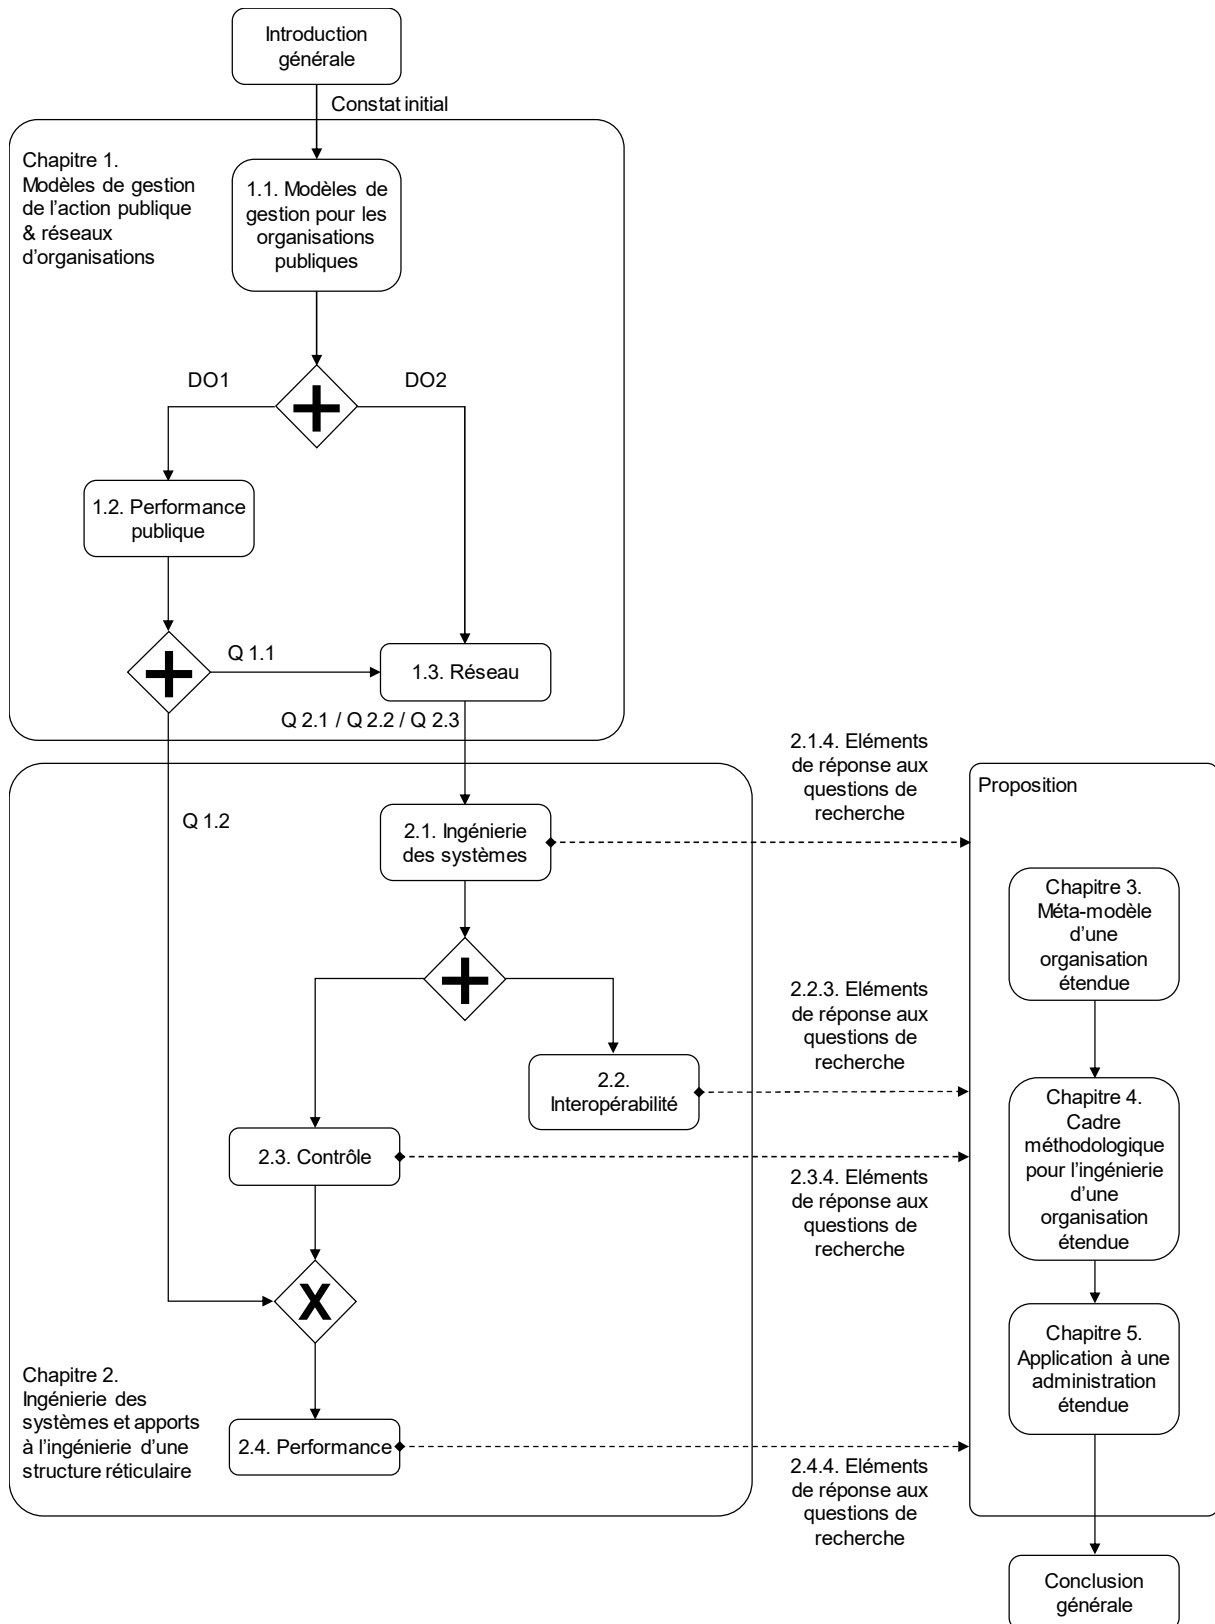 Introduction
générale
Constat initial
Chapitre 1.
Modèles de gestion
de l’action publique
& réseaux
d’organisations
1.1. Modèles de
gestion pour les
organisations
publiques
DO1
DO2
1.2. Performance
publique
Q 1.1
1.3. Réseau
Q 2.1 / Q 2.2 / Q 2.3
Q 1.2
2.1. Ingénierie
des systèmes
2.1.4. Eléments
de réponse aux
questions de
recherche
Proposition
Chapitre 3.
Méta-modèle
d’une
organisation
étendue
2.2.3. Eléments
de réponse aux
questions de
recherche
2.2.
Interopérabilité
Chapitre 4.
Cadre
méthodologique
pour l’ingénierie
d’une
organisation
étendue
2.3. Contrôle
2.3.4. Eléments
de réponse aux
questions de
recherche
X
Chapitre 5.
Application à une
administration
étendue
Chapitre 2.
Ingénierie des
systèmes et apports
à l’ingénierie d’une
structure réticulaire
2.4. Performance
2.4.4. Eléments
de réponse aux
questions de
recherche
Conclusion
générale